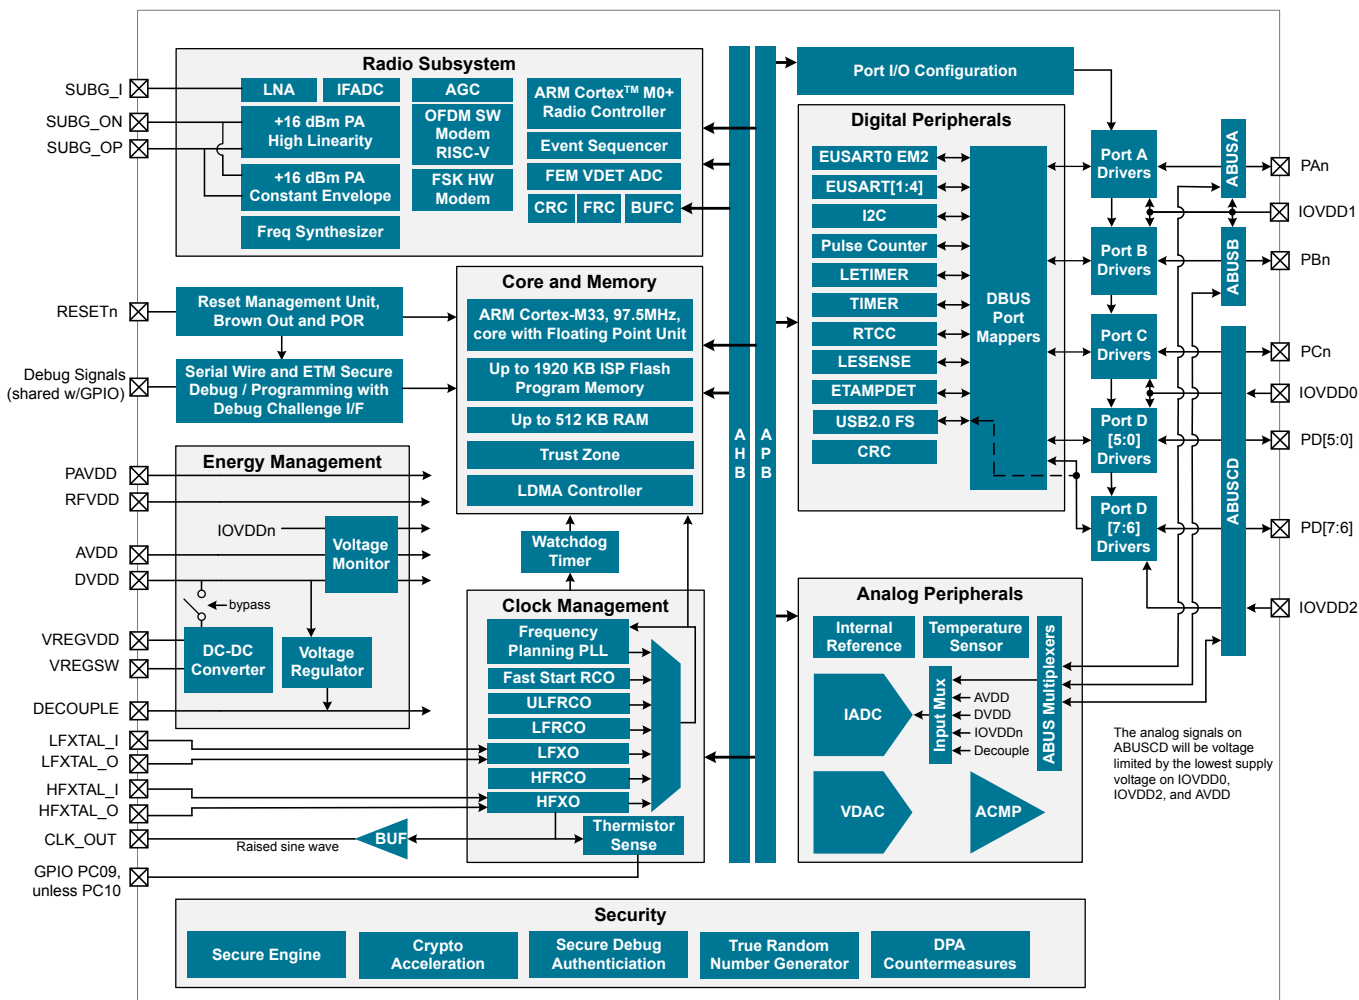 Radio Subsystem
SUBG_I
SUBG_ON
SUBG_OP
LNA
IFADC
+16 dBm PA
High Linearity
+16 dBm PA
Constant Envelope
Freq Synthesizer
AGC
OFDM SW
Modem
RISC-V
FSK HW
Modem
ARM Cortex™ M0+
Radio Controller
Event Sequencer
FEM VDET ADC
CRC
FRC
BUFC
RESETn
Reset Management Unit,
Brown Out and POR
Debug Signals
(shared w/GPIO)
Serial Wire and ETM Secure
Debug / Programming with
Debug Challenge I/F
Core and Memory
ARM Cortex-M33, 97.5MHz,
core with Floating Point Unit
Up to 1920 KB ISP Flash
Program Memory
Up to 512 KB RAM
Trust Zone
LDMA Controller
Watchdog
Timer
Energy Management
PAVDD
RFVDD
IOVDDn
AVDD
DVDD
Voltage
Monitor
bypass
VREGVDD
VREGSW
DC-DC
Converter
Voltage
Regulator
DECOUPLE
LFXTAL_I
LFXTAL_O
HFXTAL_I
HFXTAL_O
CLK_OUT
GPIO PC09,
unless PC10
Raised sine wave
BUF
Clock Management
Frequency
Planning PLL
Fast Start RCO
ULFRCO
LFRCO
LFXO
HFRCO
HFXO
Thermistor
Sense
AHB
APB
Port I/O Configuration
Digital Peripherals
EUSART0 EM2
EUSART[1:4]
I2C
Pulse Counter
LETIMER
TIMER
RTCC
LESENSE
ETAMPDET
USB2.0 FS
CRC
DBUS
Port
Mappers
Port A
Drivers
Port B
Drivers
Port C
Drivers
Port D
[5:0]
Drivers
Port D
[7:6]
Drivers
ABUSA
ABUSB
ABUSCD
PAn
IOVDD1
PBn
PCn
IOVDD0
PD[5:0]
PD[7:6]
IOVDD2
Analog Peripherals
Internal
Reference
Temperature
Sensor
IADC
Input Mux
AVDD
DVDD
IOVDDn
Decouple
ABUS Multiplexers
VDAC
ACMP
The analog signals on
ABUSCD will be voltage
limited by the lowest supply
voltage on IOVDD0,
IOVDD2, and AVDD
Security
Secure Engine
Crypto
Acceleration
Secure Debug
Authenticiation
True Random
Number Generator
DPA
Countermeasures